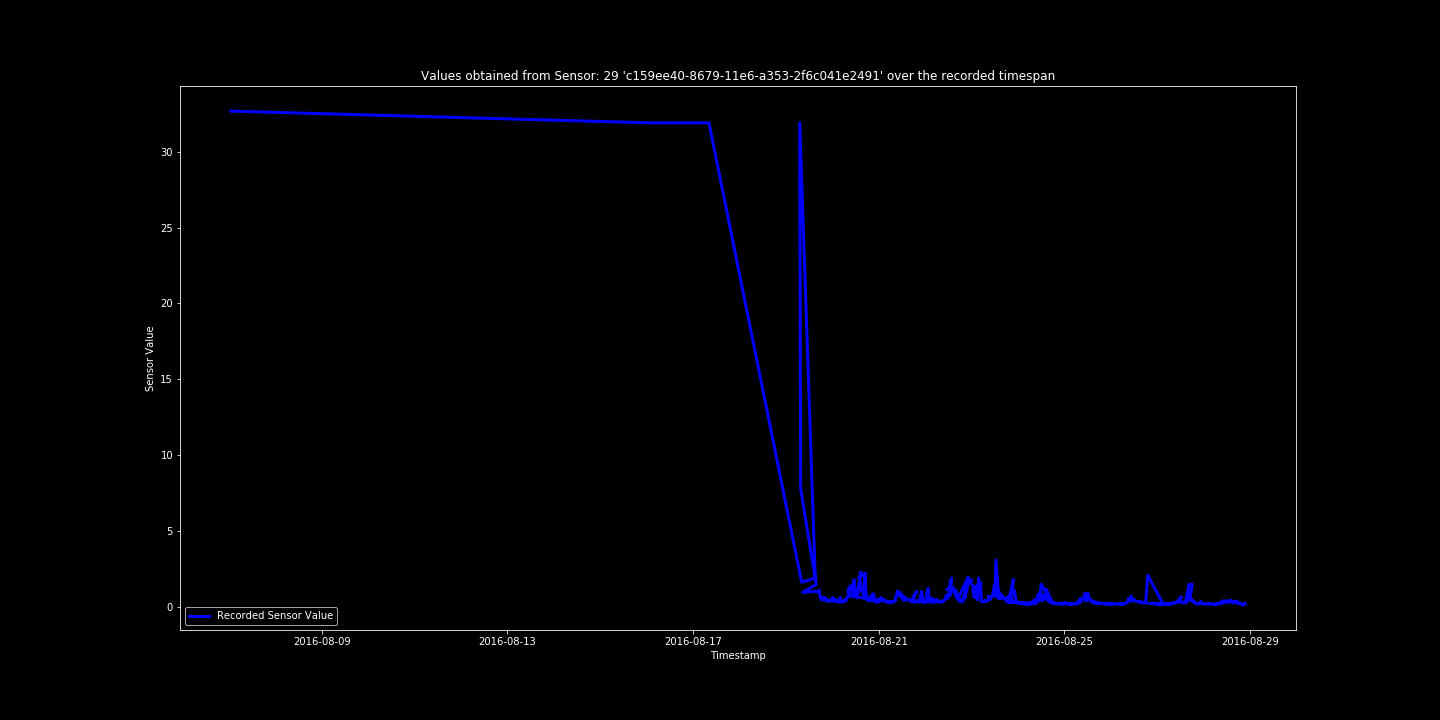 Values obtained from Sensor: 29 'c159ee40-8679-11e6-a353-2f6c041e2491' over the recorded timespan
30
25
20
15
10
5
0
Sensor Value
Recorded Sensor Value
2016-08-09 2016-08-13 2016-08-17 2016-08-21 2016-08-25 2016-08-29
Timestamp